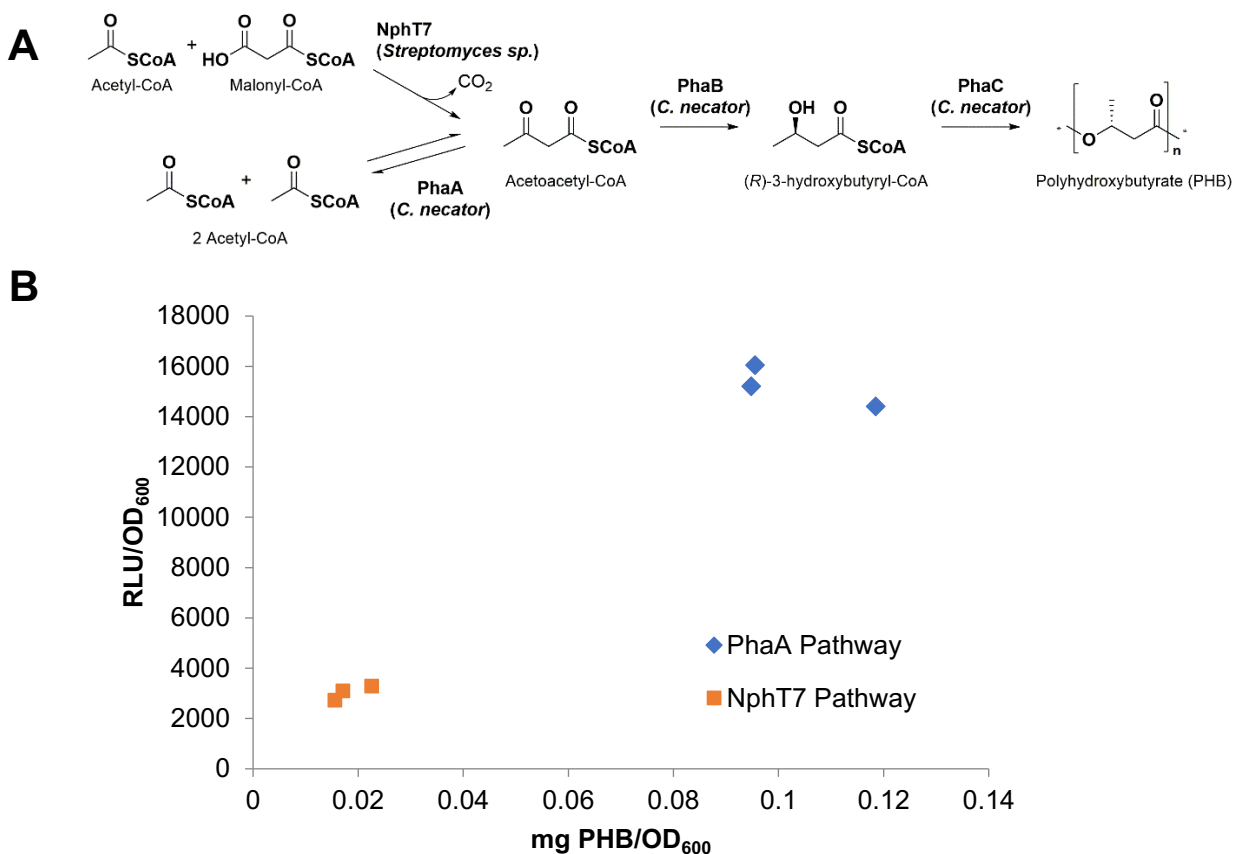 A
O
SCoA
Acetyl-CoA
+
O O
HO SCoA
Malonyl-CoA
NphT7
(Streptomyces sp.)
CO2
O O
SCoA
Acetoacetyl-CoA
PhaB
(C. necator)
OH O
SCoA
(R)-3-hydroxybutyryl-CoA
PhaC
(C. necator)
* O O * n
Polyhydroxybutyrate (PHB)
O
SCoA
+
O
SCoA
2 Acetyl-CoA
PhaA
(C. necator)
B
RLU/OD600
18000
16000
14000
12000
10000
8000
6000
4000
2000
0
PhaA Pathway
NphT7 Pathway
0 0.02 0.04 0.06 0.08 0.1 0.12 0.14
mg PHB/OD600